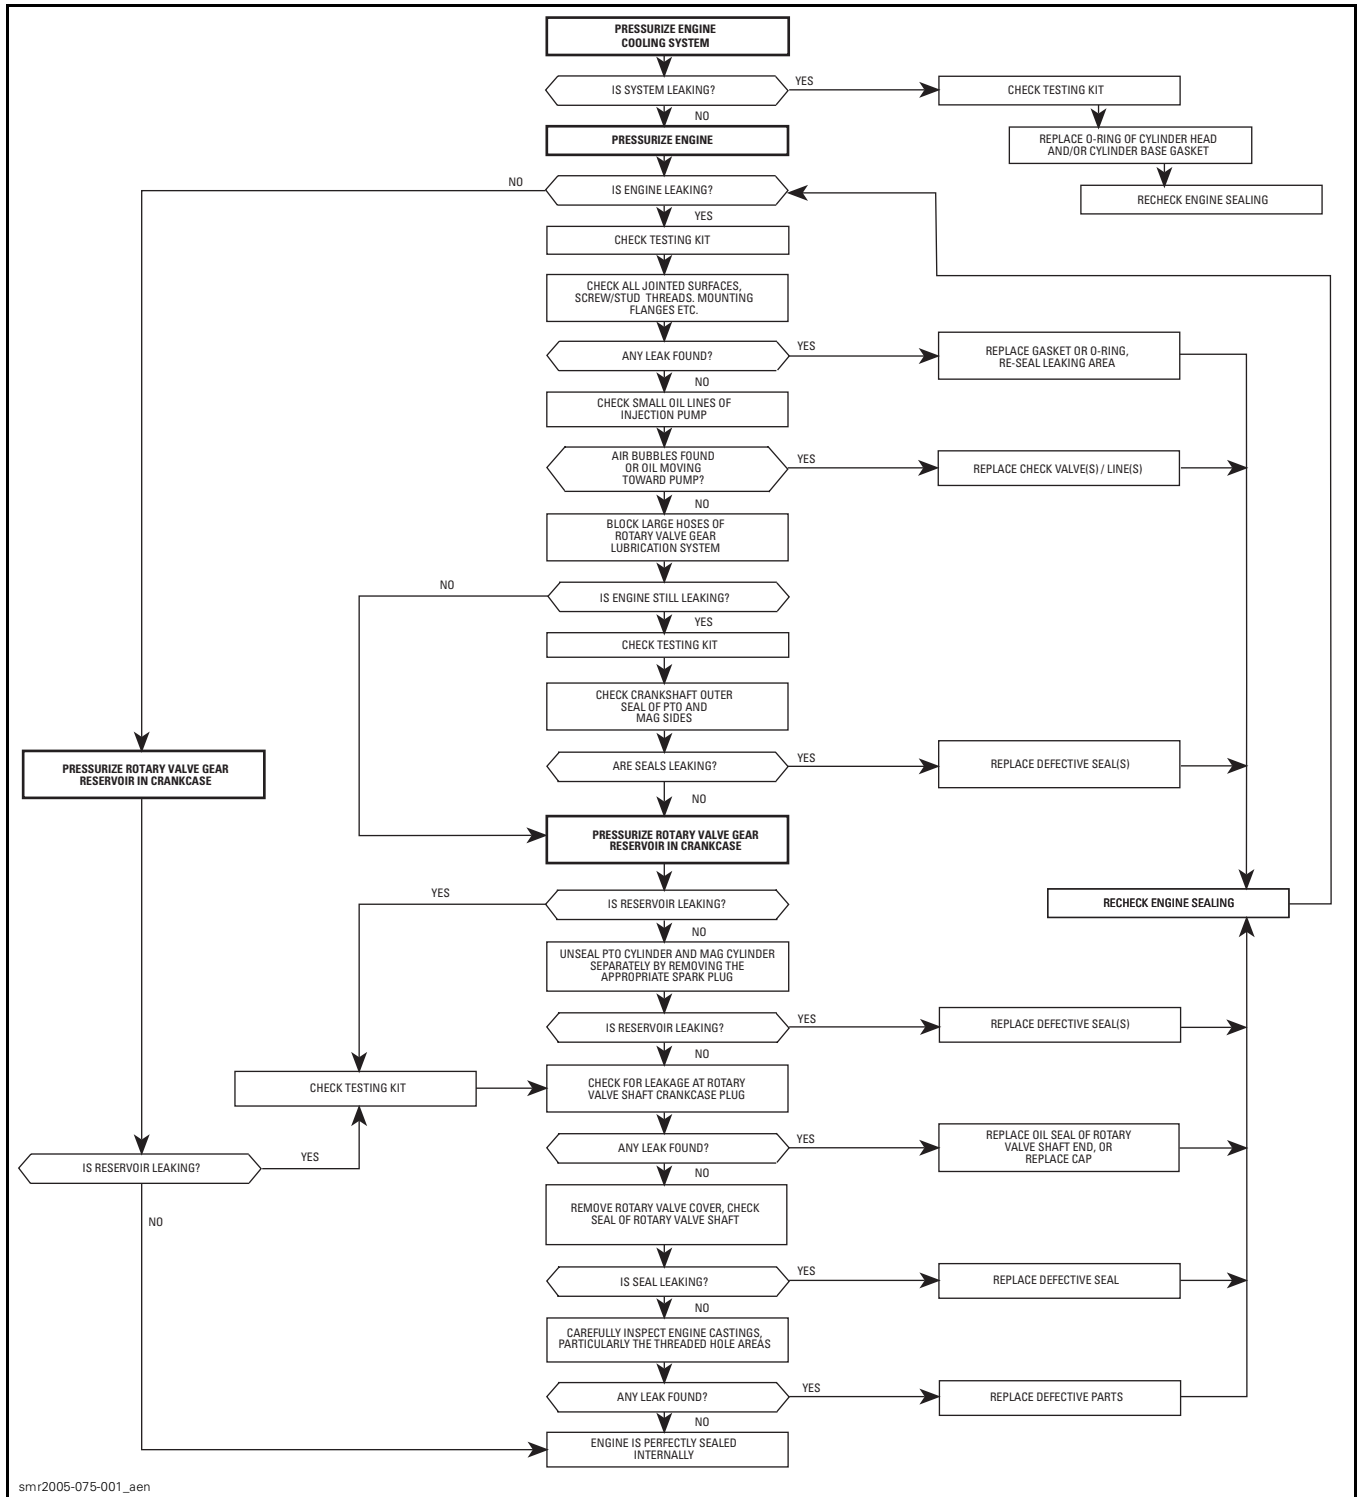 PRESSURIZE ENGINE
COOLING SYSTEM
IS SYSTEM LEAKING?
YES
CHECK TESTING KIT
NO
REPLACE O-RING OF CYLINDER HEAD
AND/OR CYLINDER BASE GASKET
PRESSURIZE ENGINE
RECHECK ENGINE SEALING
NO
IS ENGINE LEAKING?
YES
CHECK TESTING KIT
CHECK ALL JOINTED SURFACES,
SCREW/STUD THREADS. MOUNTING
FLANGES ETC.
ANY LEAK FOUND?
YES
REPLACE GASKET OR O-RING,
RE-SEAL LEAKING AREA
NO
CHECK SMALL OIL LINES OF
INJECTION PUMP
AIR BUBBLES FOUND
OR OIL MOVING
TOWARD PUMP?
YES
REPLACE CHECK VALVE(S) / LINE(S)
NO
BLOCK LARGE HOSES OF
ROTARY VALVE GEAR
LUBRICATION SYSTEM
NO
IS ENGINE STILL LEAKING?
YES
CHECK TESTING KIT
CHECK CRANKSHAFT OUTER
SEAL OF PTO AND
MAG SIDES
ARE SEALS LEAKING?
YES
REPLACE DEFECTIVE SEAL(S)
PRESSURIZE ROTARY VALVE GEAR
RESERVOIR IN CRANKCASE
NO
PRESSURIZE ROTARY VALVE GEAR
RESERVOIR IN CRANKCASE
YES
IS RESERVOIR LEAKING?
RECHECK ENGINE SEALING
NO
UNSEAL PTO CYLINDER AND MAG CYLINDER
SEPARATELY BY REMOVING THE
APPROPRIATE SPARK PLUG
IS RESERVOIR LEAKING?
YES
REPLACE DEFECTIVE SEAL(S)
NO
CHECK TESTING KIT
CHECK FOR LEAKAGE AT ROTARY
VALVE SHAFT CRANKCASE PLUG
ANY LEAK FOUND?
YES
REPLACE OIL SEAL OF ROTARY
VALVE SHAFT END, OR
REPLACE CAP
IS RESERVOIR LEAKING?
YES
NO
NO
REMOVE ROTARY VALVE COVER, CHECK
SEAL OF ROTARY VALVE SHAFT
IS SEAL LEAKING?
YES
REPLACE DEFECTIVE SEAL
NO
CAREFULLY INSPECT ENGINE CASTINGS,
PARTICULARLY THE THREADED HOLE AREAS
ANY LEAK FOUND?
YES
REPLACE DEFECTIVE PARTS
NO
ENGINE IS PERFECTLY SEALED
INTERNALLY
smr2005-075-001_aen